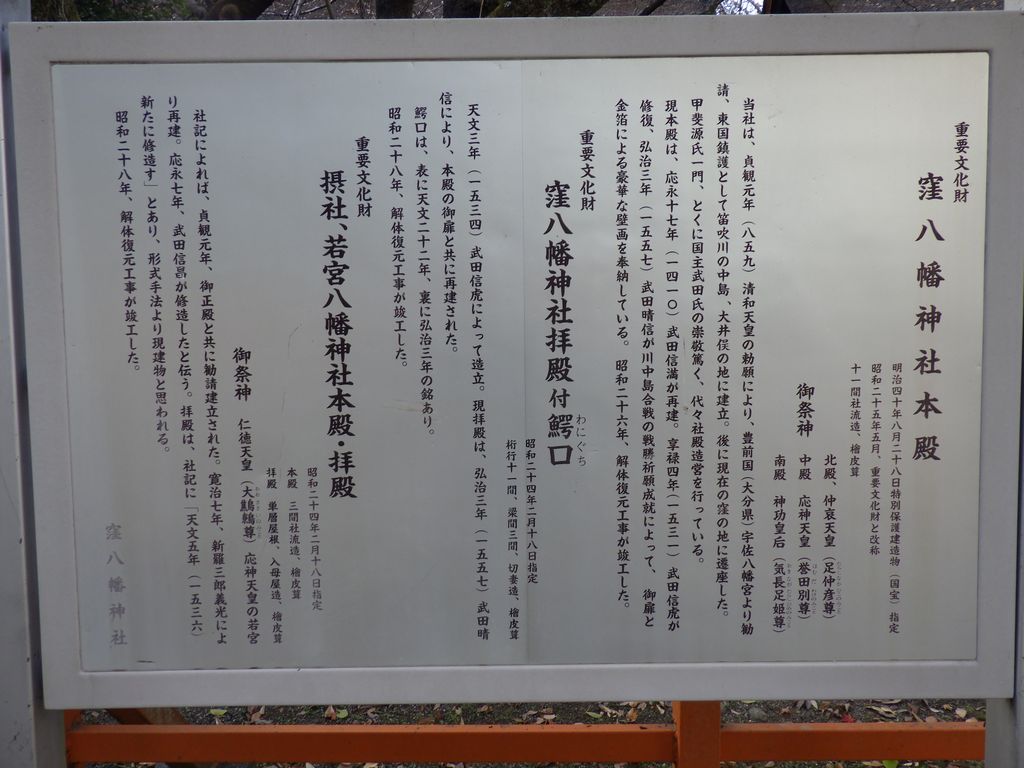 重要文化財
窪八幡神社本殿
明治四十年八月二十八日特別保護建造物（国宝）指定
昭和二十五年五月、重要文化財と改称
十一間社流造、檜皮葺
御祭神
北殿、仲哀天皇（足仲彦尊）
中殿　応神天皇（誉田別尊）
南殿　神功皇后（気長足姫尊）
当社は、貞観元年（八五九）清和天皇の勅願により、豊前国（大分県）宇佐八幡宮より勧
請、東国鎮護として笛吹川の中島、大井俣の地に建立。後に現在の窪の地に遷座した。
甲斐源氏一門、とくに国主武田氏の崇敬篤く、代々社殿造営を行っている。
現本殿は、応永十七年（一四一〇）武田信満が再建。享禄四年（一五三一）武田信虎が
修復、弘治三年（一五五七）武田晴信が川中島合戦の戦勝祈願成就によって、御扉と
金箔による豪華な壁画を奉納している。昭和二十六年、解体復元工事が竣工した。
重要文化財
窪八幡神社拝殿付鰐口
わにぐち
昭和二十四年二月十八日指定
桁行十一間、梁間三間、切妻造、檜皮葺
天文三年（一五三四）武田信虎によって造立。現拝殿は、弘治三年（一五五七）武田晴
信により、本殿の御扉と共に再建された。
鰐口は、表に天文二十二年、裏に弘治三年の銘あり。
昭和二十八年、解体復元工事が竣工した。
重要文化財
摂社、若宮八幡神社本殿・拝殿
昭和二十四年二月十八日指定
本殿　三間社流造、檜皮葺
拝殿　単層屋根、入母屋造、檜皮葺
御祭神　仁徳天皇（大鷦鷯尊）応神天皇の若宮
社記によれば、貞観元年、御正殿と共に勧請建立された。寛治七年、新羅三郎義光によ
り再建。応永七年、武田信昌が修造したと伝う。拝殿は、社記に「天文五年（一五三六）
新たに修造す」とあり、形式手法より現建物と思われる。
昭和二十八年、解体復元工事が竣工した。
窪八幡神社